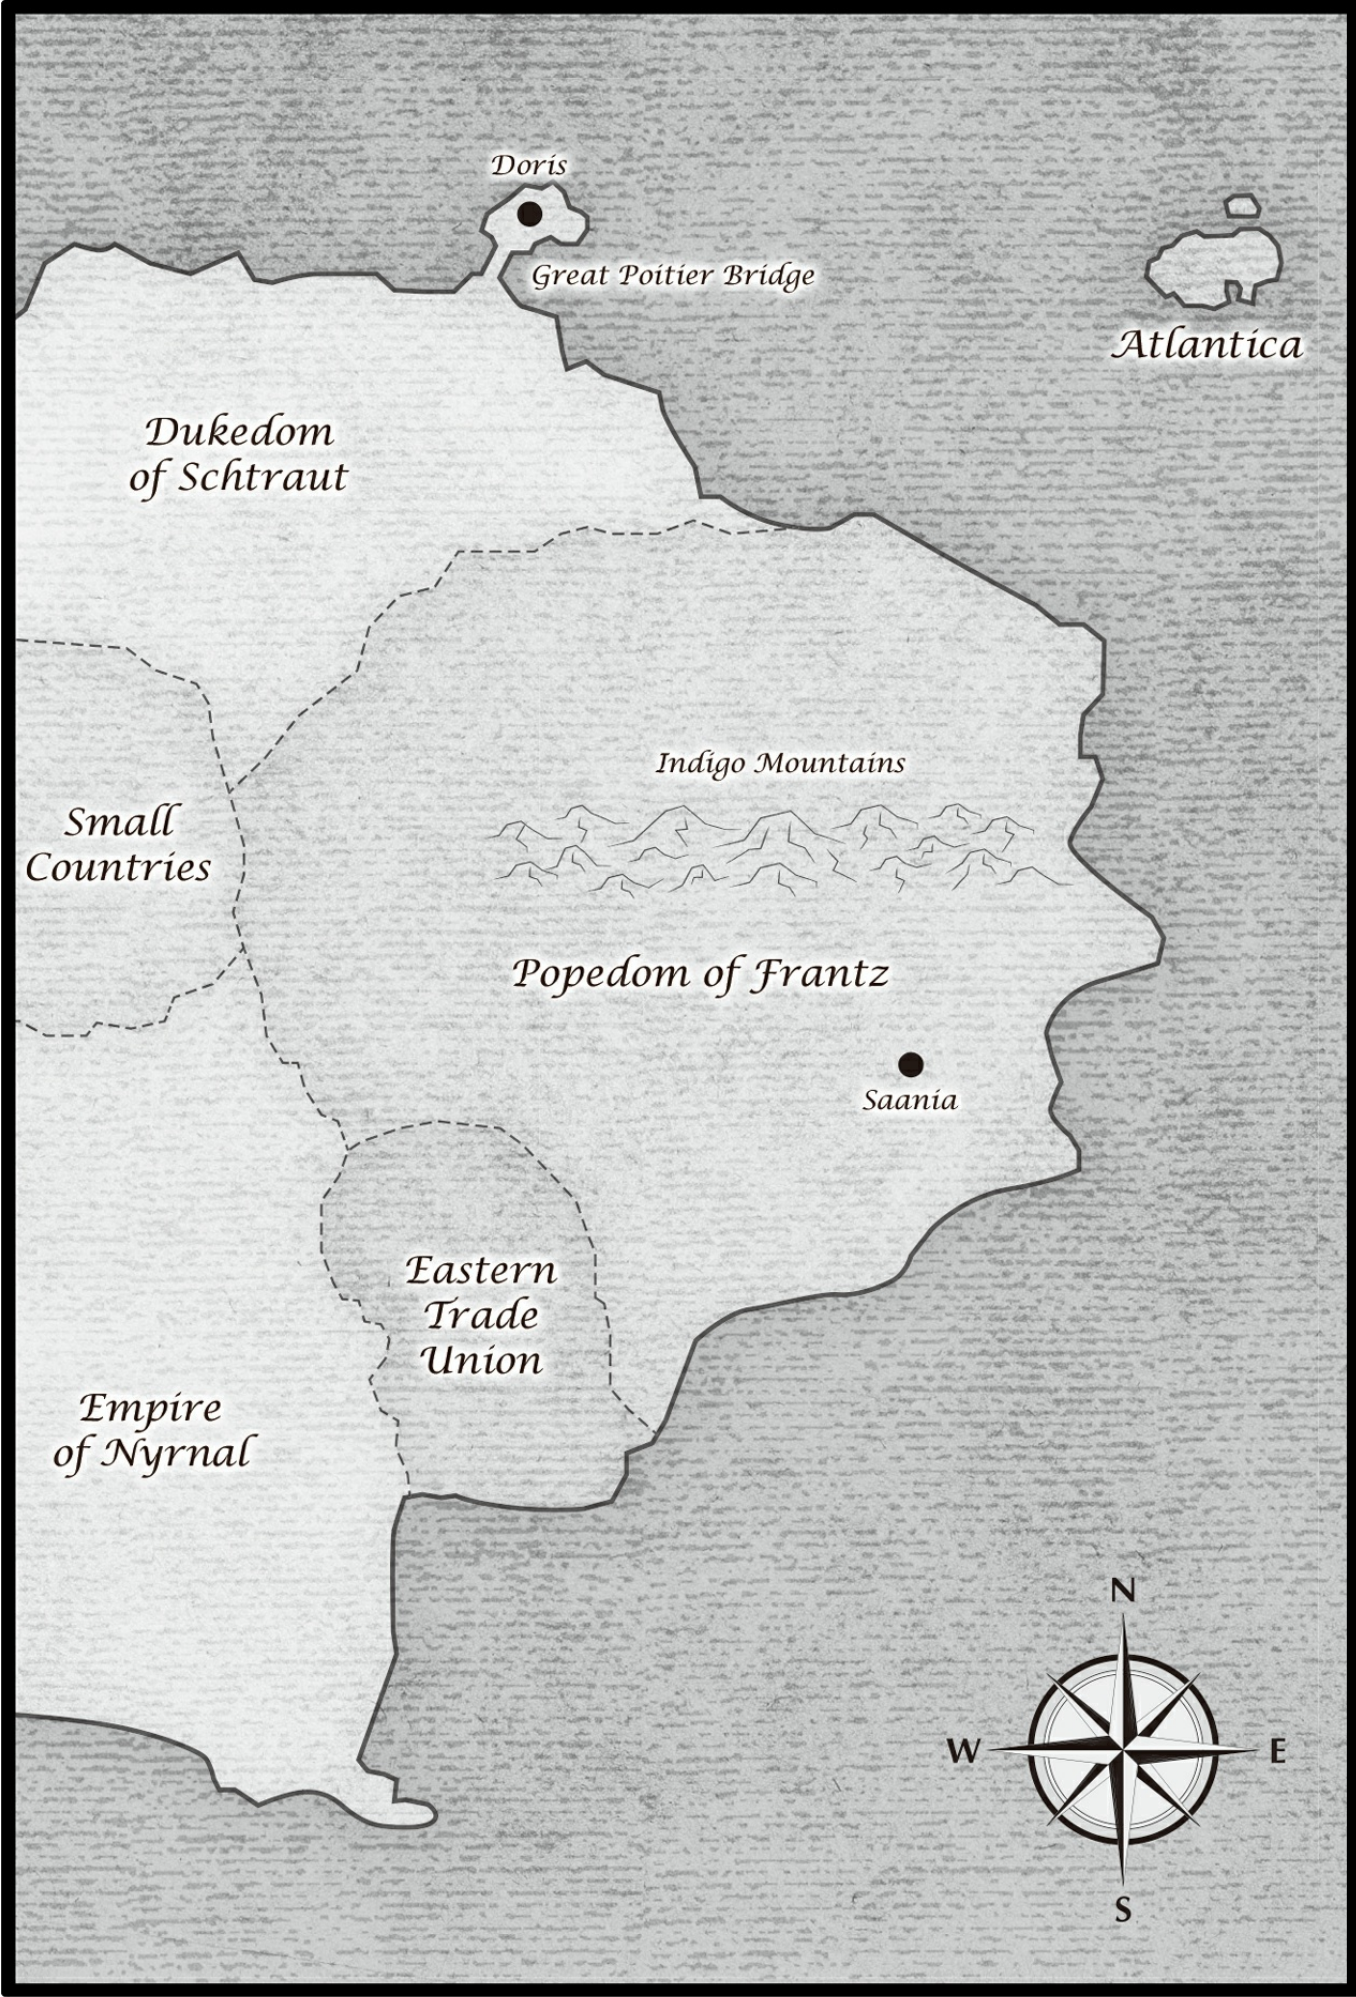 Doris
Great Poitier Bridge
Atlantica
Dukedom
of Schtraut
Indigo Mountains
Small
Countries
Popedom of Frantz
Saania
Eastern
Trade
Union
Empire
of Nyrnal
N
W
E
S